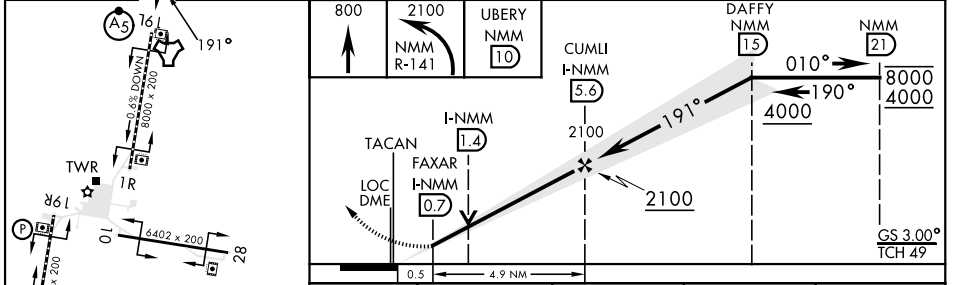 A5
19L
191°
0.6% DOWN
8000 x 200
TWR
1R
19R
P
x 200
10
6402 x 200
28
800
2100
NMM
R-141
UBERY
NMM
10
TACAN
LOC
DME
I-NMM
1.4
FAXAR
I-NMM
0.7
V
CUMLI
I-NMM
5.6
2100
2100
191°
DAFFY
NMM
15
NMM
21
010°
190°
8000
4000
4000
GS 3.00°
TCH 49
0.5
4.9 NM